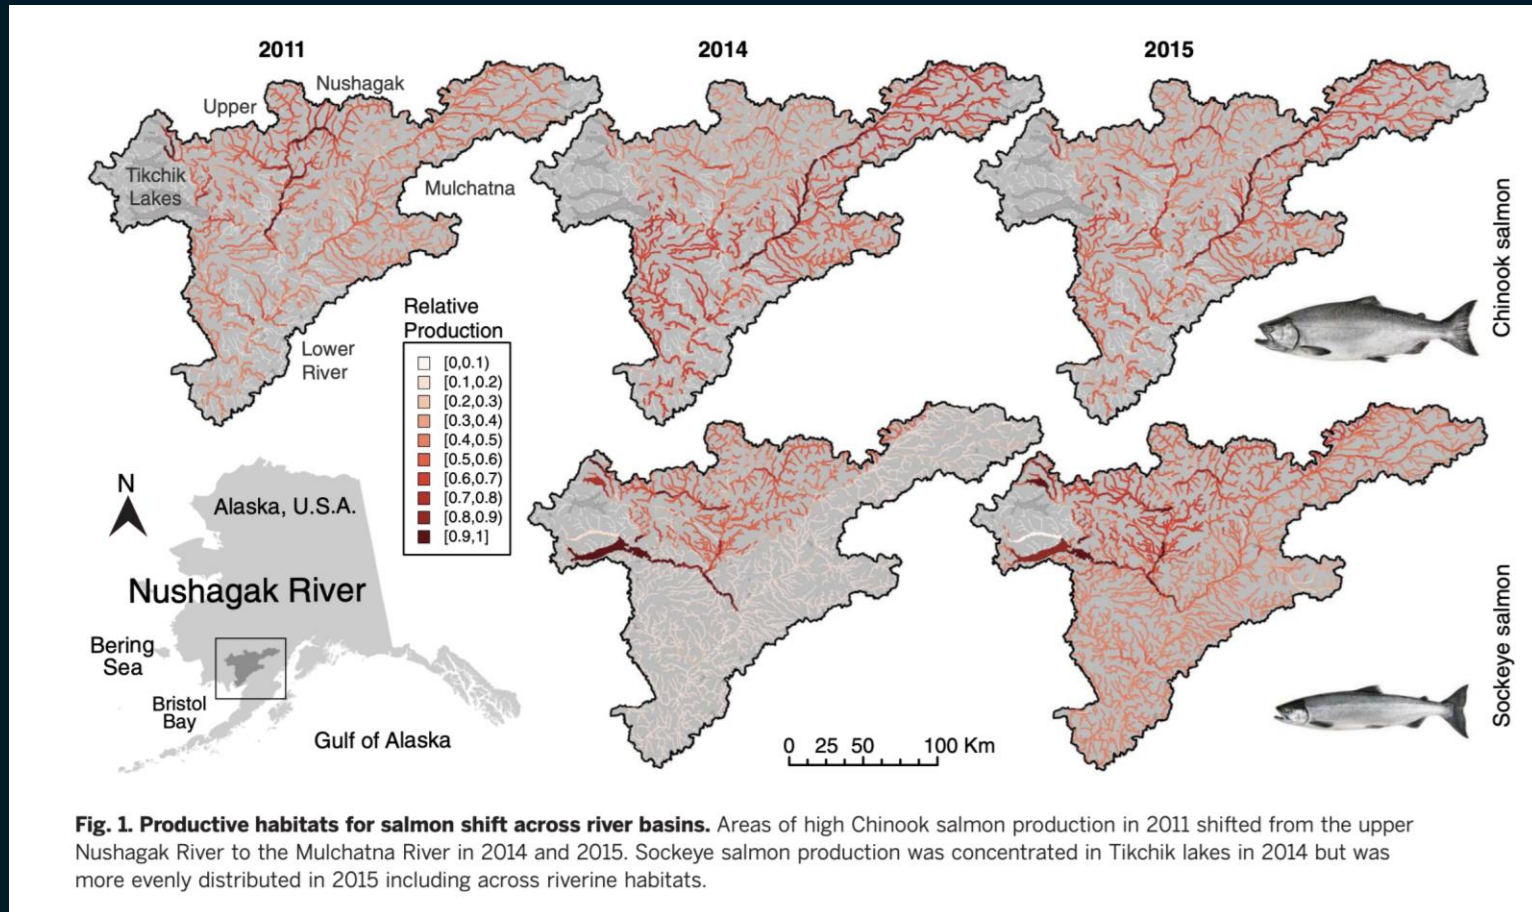 2011
2014
2015
Upper
Nushagak
Tikchik
Lakes
Mulchatna
Lower
River
Chinook salmon
Relative
Production
[0,0.1)
[0.1,0.2)
[0.2,0.3)
[0.3,0.4)
[0.4,0.5)
[0.5,0.6)
[0.6,0.7)
[0.7,0.8)
[0.8,0.9)
[0.9,1]
N
Alaska, U.S.A.
Nushagak River
Bering
Sea
Bristol
Bay
Gulf of Alaska
Sockeye salmon
0 25 50 100 Km
Fig. 1. Productive habitats for salmon shift across river basins. Areas of high Chinook salmon production in 2011 shifted from the upper
Nushagak River to the Mulchatna River in 2014 and 2015. Sockeye salmon production was concentrated in Tikchik lakes in 2014 but was
more evenly distributed in 2015 including across riverine habitats.